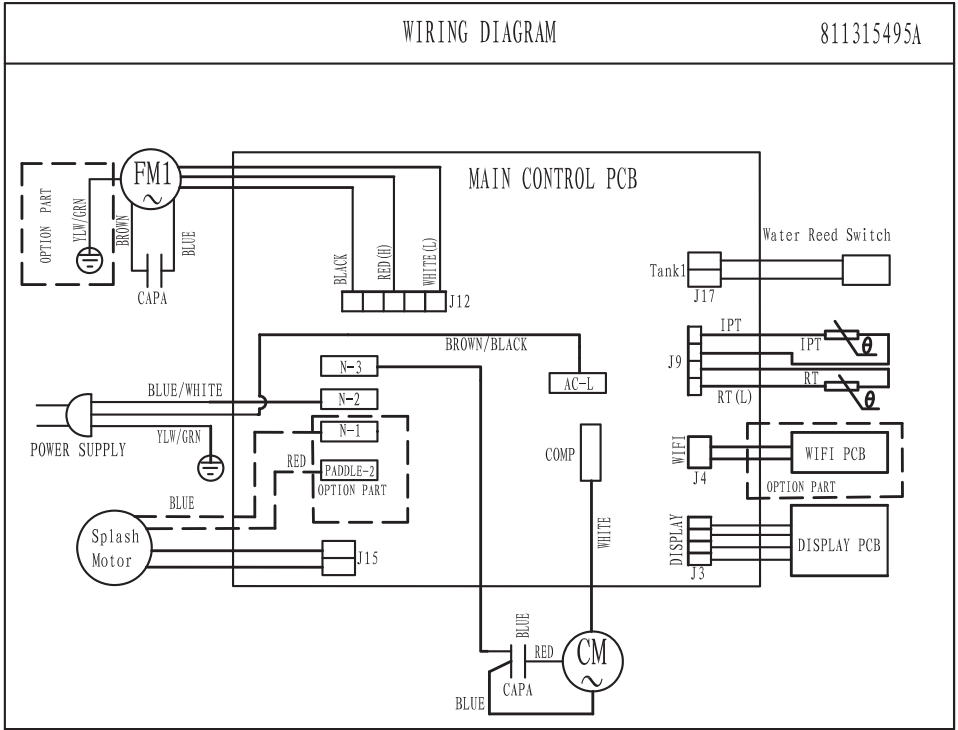 WIRING DIAGRAM
811315495A
FM1
MAIN CONTROL PCB
OPTION PART
YLW/GRN
BROWN
BLUE
CAPA
BLACK
RED(H)
WHITE(L)
J12
Water Reed Switch
Tank1
J17
IPT
IPT
θ
J9
RT
RT(L)
θ
BROWN/BLACK
N-3
AC-L
BLUE/WHITE
N-2
N-1
YLW/GRN
POWER SUPPLY
RED
PADDLE-2
OPTION PART
COMP
WIFI
J4
WIFI PCB
OPTION PART
BLUE
Splash
Motor
J15
WHITE
DISPLAY
J3
DISPLAY PCB
BLUE
RED
CM
CAPA
BLUE